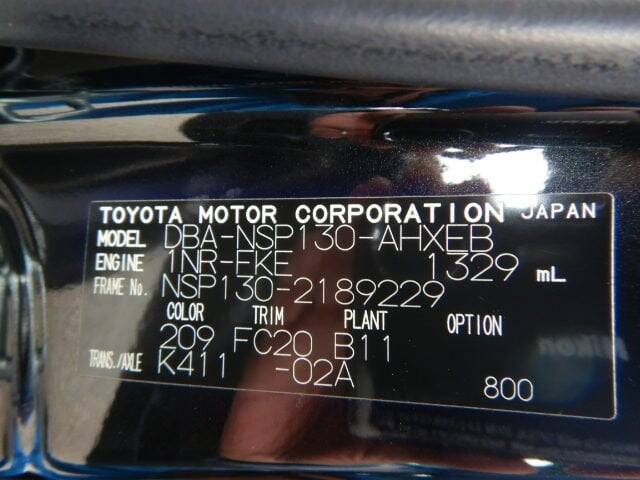 TOYOTA MOTOR CORPORATION JAPAN
MODEL DBA-NSP130-AHXEB
ENGINE 1NR-FKE 1329 mL
FRAME No. NSP130-2189229
COLOR TRIM PLANT OPTION
209 FC20 B11
TRANS./AXLE K411 -02A
800
Nikon